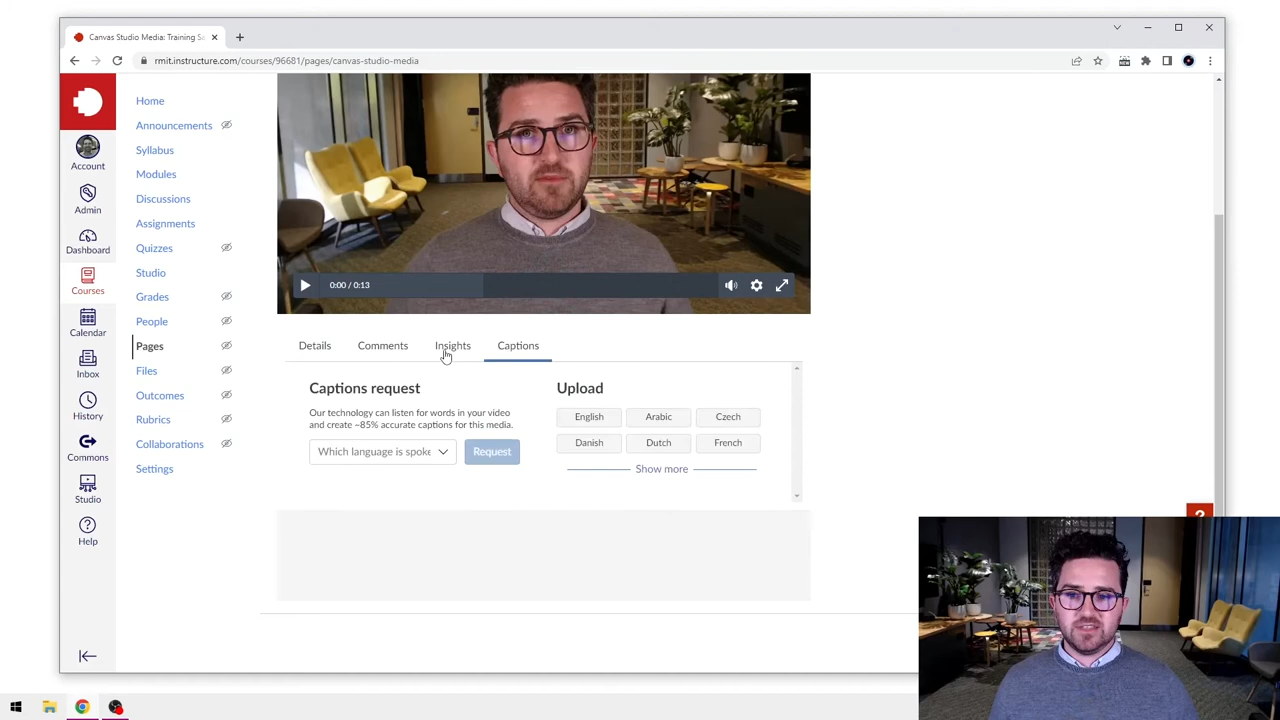 Canvas Studio Media: Training Sa
rmit.instructure.com/courses/96681/pages/canvas-studio-media
Account
Admin
Dashboard
Courses
Calendar
Inbox
History
Commons
Studio
Help
Home
Announcements
Syllabus
Modules
Discussions
Assignments
Quizzes
Studio
Grades
People
Pages
Files
Outcomes
Rubrics
Collaborations
Settings
0:00 / 0:13
Details Comments Insights Captions
Captions request
Our technology can listen for words in your video
and create ~85% accurate captions for this media.
Which language is spoke
Request
Upload
English Arabic Czech
Danish Dutch French
Show more
?